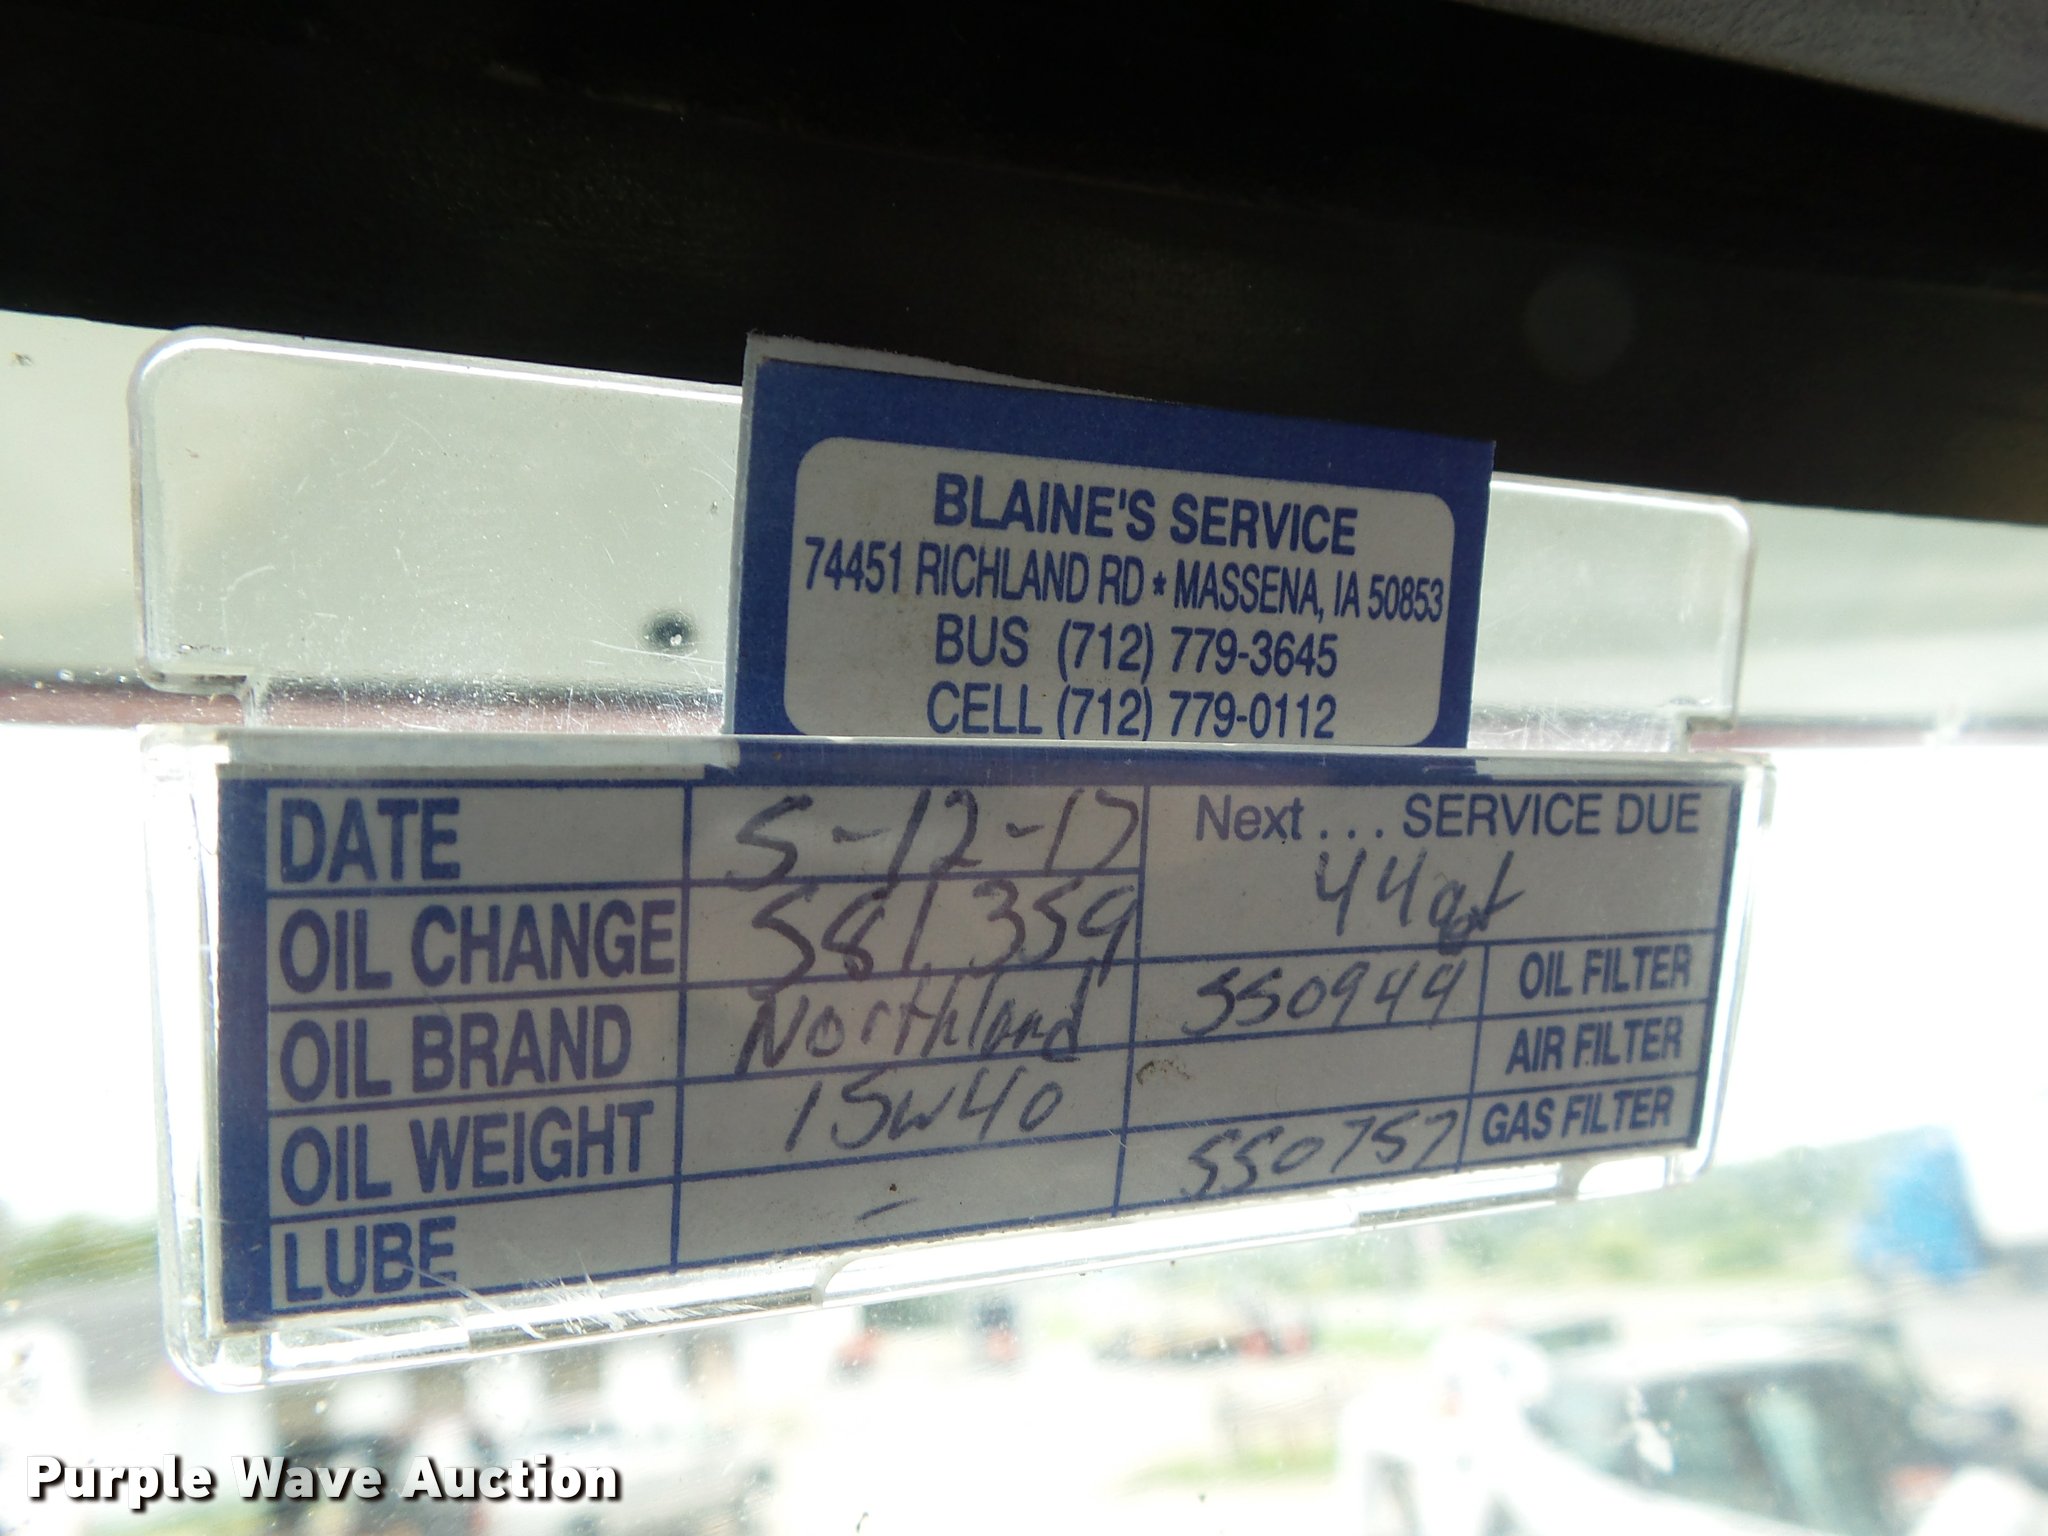 BLAINE'S SERVICE
74451 RICHLAND RD * MASSENA, IA 50853
BUS (712) 779-3645
CELL (712) 779-0112
DATE 5-12-17
OIL CHANGE 581,359
OIL BRAND Northland
OIL WEIGHT 15W40
LUBE -
Next... SERVICE DUE
44qt
SS0944 OIL FILTER
AIR FILTER
SS0757 GAS FILTER
Purple Wave Auction